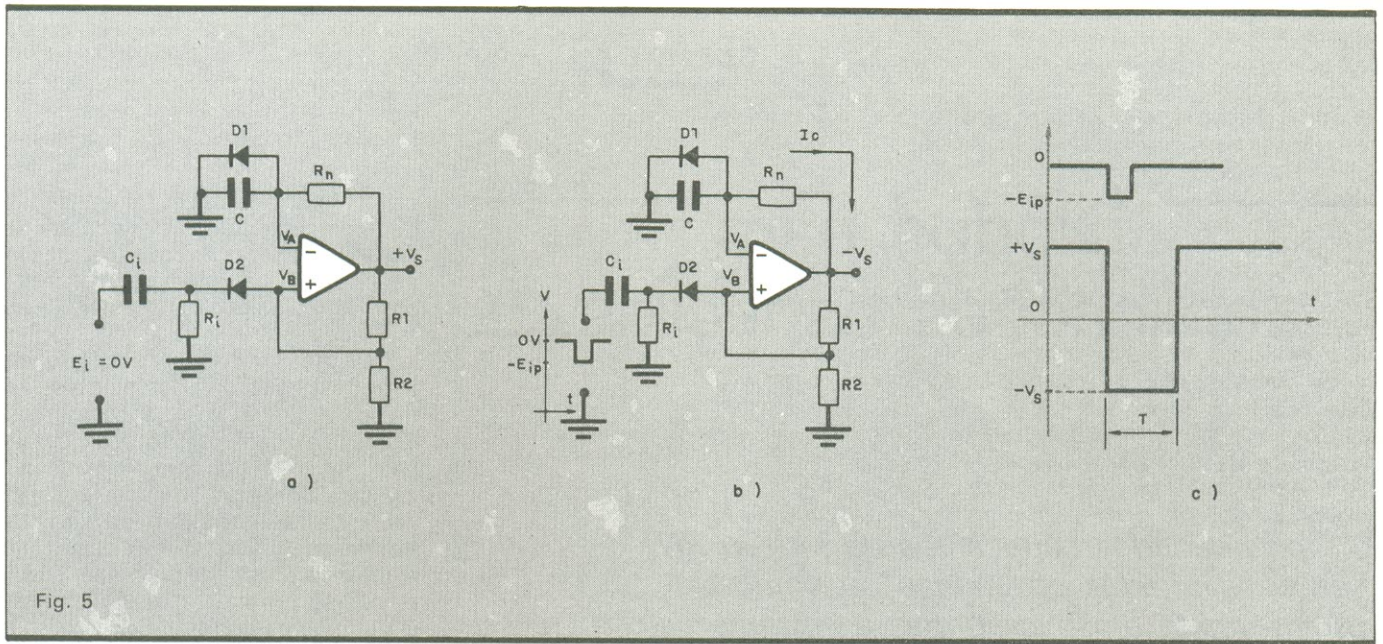 D1
Rn
C
VA
−
+VS
Ci
D2
VB
+
Ri
R1
Ei = 0V
R2
a )
D1
Ic
Rn
C
VA
−
−VS
Ci
D2
VB
+
V
Ri
R1
0V
−Eip
R2
t
b )
0
−Eip
+VS
0
t
−VS
T
c )
Fig. 5